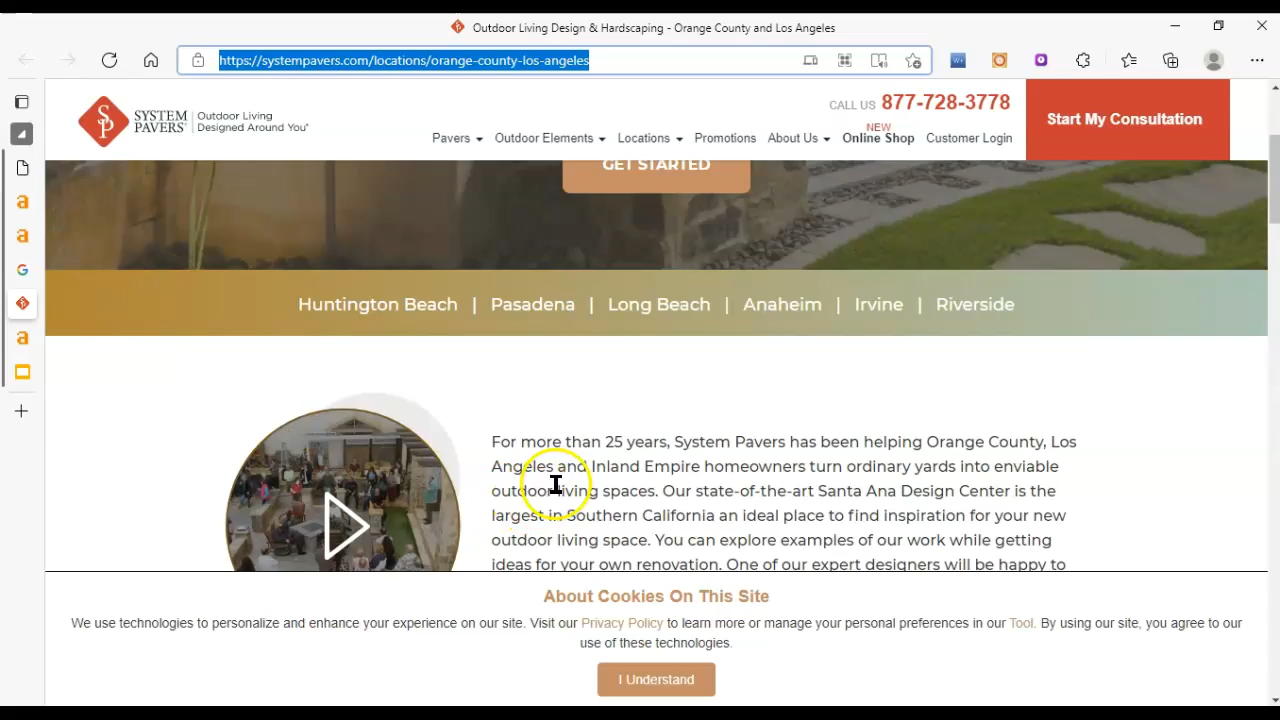 Outdoor Living Design & Hardscaping - Orange County and Los Angeles
https://systempavers.com/locations/orange-county-los-angeles
SP
SYSTEM PAVERS®
Outdoor Living
Designed Around You®
CALL US 877-728-3778
Start My Consultation
NEW
Pavers Outdoor Elements Locations Promotions About Us Online Shop Customer Login
GET STARTED
Huntington Beach | Pasadena | Long Beach | Anaheim | Irvine | Riverside
For more than 25 years, System Pavers has been helping Orange County, Los
Angeles and Inland Empire homeowners turn ordinary yards into enviable
outdoor living spaces. Our state-of-the-art Santa Ana Design Center is the
largest in Southern California an ideal place to find inspiration for your new
outdoor living space. You can explore examples of our work while getting
ideas for your own renovation. One of our expert designers will be happy to
About Cookies On This Site
We use technologies to personalize and enhance your experience on our site. Visit our Privacy Policy to learn more or manage your personal preferences in our Tool. By using our site, you agree to our
use of these technologies.
I Understand